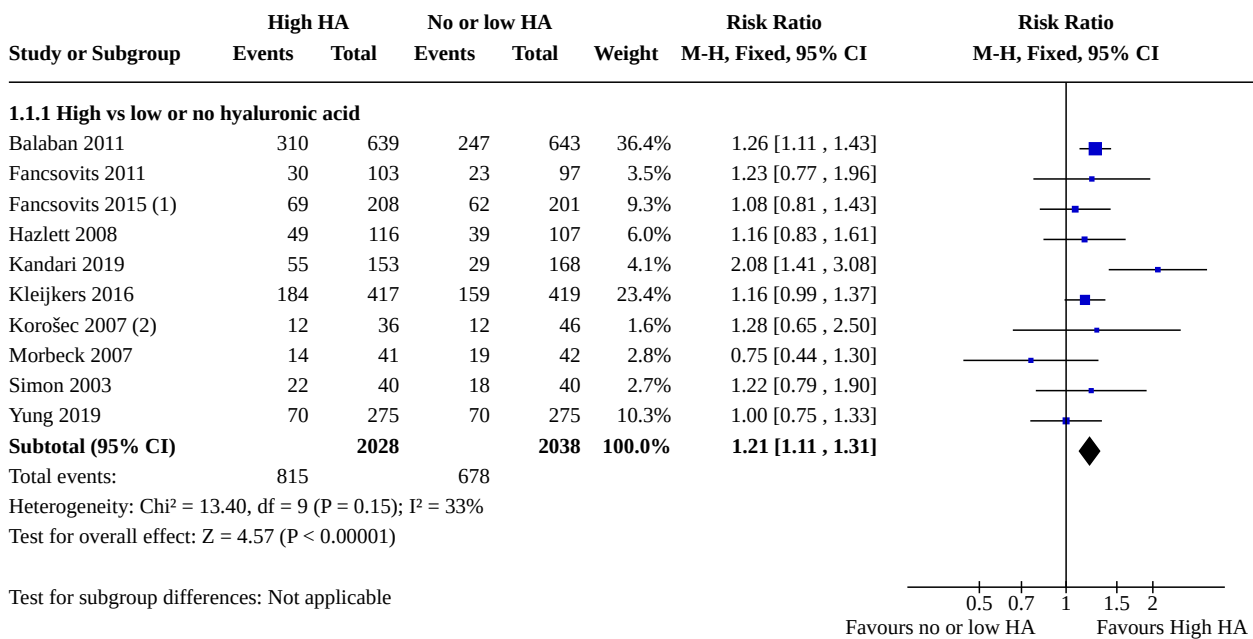 High HA No or low HA Risk Ratio Risk Ratio
Study or Subgroup Events Total Events Total Weight M-H, Fixed, 95% CI M-H, Fixed, 95% CI
1.1.1 High vs low or no hyaluronic acid
Balaban 2011 310 639 247 643 36.4% 1.26 [1.11 , 1.43]
Fancsovits 2011 30 103 23 97 3.5% 1.23 [0.77 , 1.96]
Fancsovits 2015 (1) 69 208 62 201 9.3% 1.08 [0.81 , 1.43]
Hazlett 2008 49 116 39 107 6.0% 1.16 [0.83 , 1.61]
Kandari 2019 55 153 29 168 4.1% 2.08 [1.41 , 3.08]
Kleijkers 2016 184 417 159 419 23.4% 1.16 [0.99 , 1.37]
Korošec 2007 (2) 12 36 12 46 1.6% 1.28 [0.65 , 2.50]
Morbeck 2007 14 41 19 42 2.8% 0.75 [0.44 , 1.30]
Simon 2003 22 40 18 40 2.7% 1.22 [0.79 , 1.90]
Yung 2019 70 275 70 275 10.3% 1.00 [0.75 , 1.33]
Subtotal (95% CI) 2028 2038 100.0% 1.21 [1.11 , 1.31]
Total events: 815 678
Heterogeneity: Chi² = 13.40, df = 9 (P = 0.15); I² = 33%
Test for overall effect: Z = 4.57 (P < 0.00001)
Test for subgroup differences: Not applicable
0.5 0.7 1 1.5 2
Favours no or low HA Favours High HA